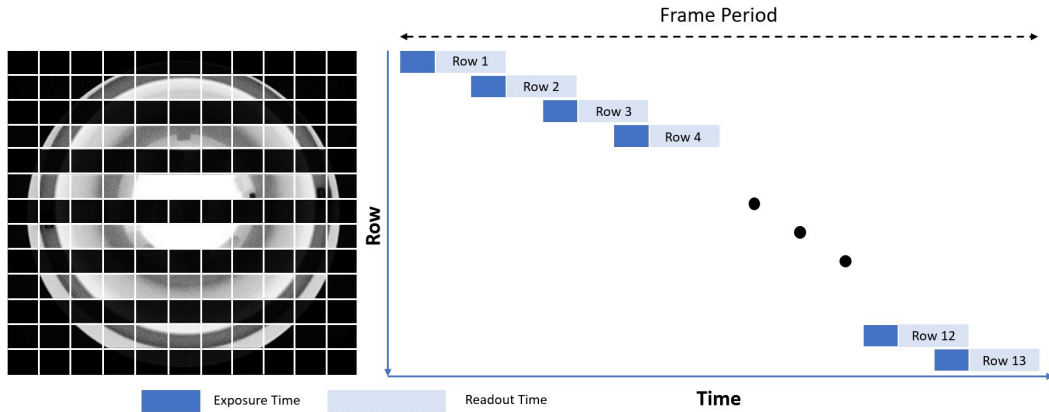 Frame Period
Row 1
Row 2
Row 3
Row 4
Row
Row 12
Row 13
Exposure Time
Readout Time
Time